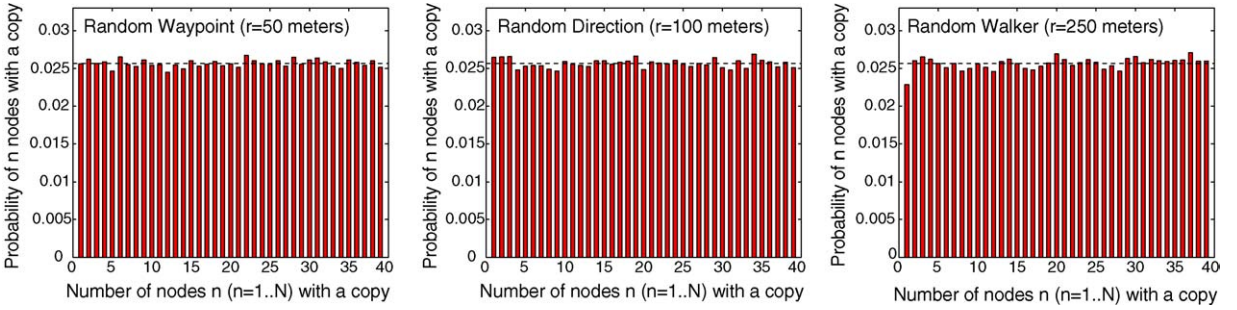 Probability of n nodes with a copy
0.03
0.025
0.02
0.015
0.01
0.005
0
Random Waypoint (r=50 meters)
0 5 10 15 20 25 30 35 40
Number of nodes n (n=1..N) with a copy
Probability of n nodes with a copy
0.03
0.025
0.02
0.015
0.01
0.005
0
Random Direction (r=100 meters)
0 5 10 15 20 25 30 35 40
Number of nodes n (n=1..N) with a copy
Probability of n nodes with a copy
0.03
0.025
0.02
0.015
0.01
0.005
0
Random Walker (r=250 meters)
0 5 10 15 20 25 30 35 40
Number of nodes n (n=1..N) with a copy